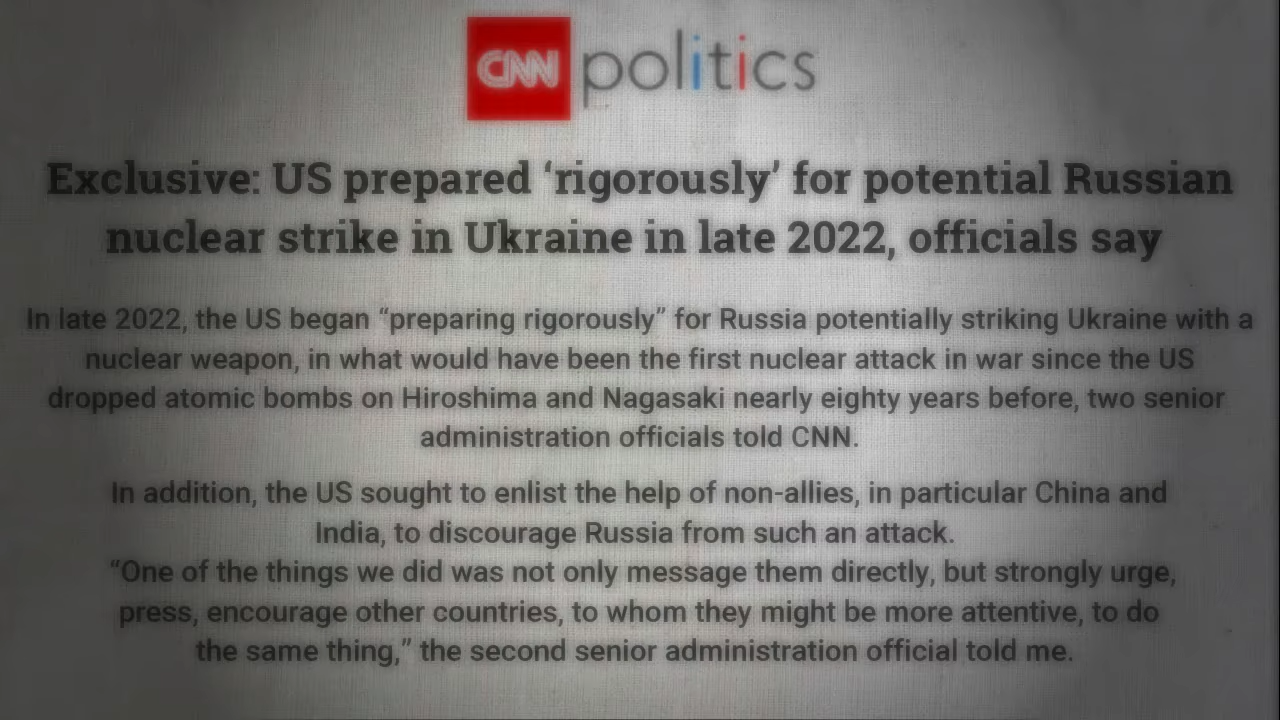 CNN politics
Exclusive: US prepared ‘rigorously’ for potential Russian
nuclear strike in Ukraine in late 2022, officials say
In late 2022, the US began “preparing rigorously” for Russia potentially striking Ukraine with a
nuclear weapon, in what would have been the first nuclear attack in war since the US
dropped atomic bombs on Hiroshima and Nagasaki nearly eighty years before, two senior
administration officials told CNN.
In addition, the US sought to enlist the help of non-allies, in particular China and
India, to discourage Russia from such an attack.
“One of the things we did was not only message them directly, but strongly urge,
press, encourage other countries, to whom they might be more attentive, to do
the same thing,” the second senior administration official told me.